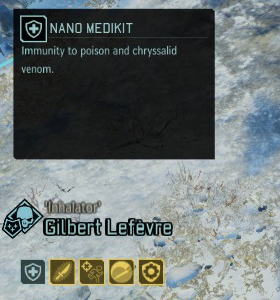 NANO MEDIKIT
Immunity to poison and chryssalid
venom.
'Inhalator'
Gilbert Lefèvre